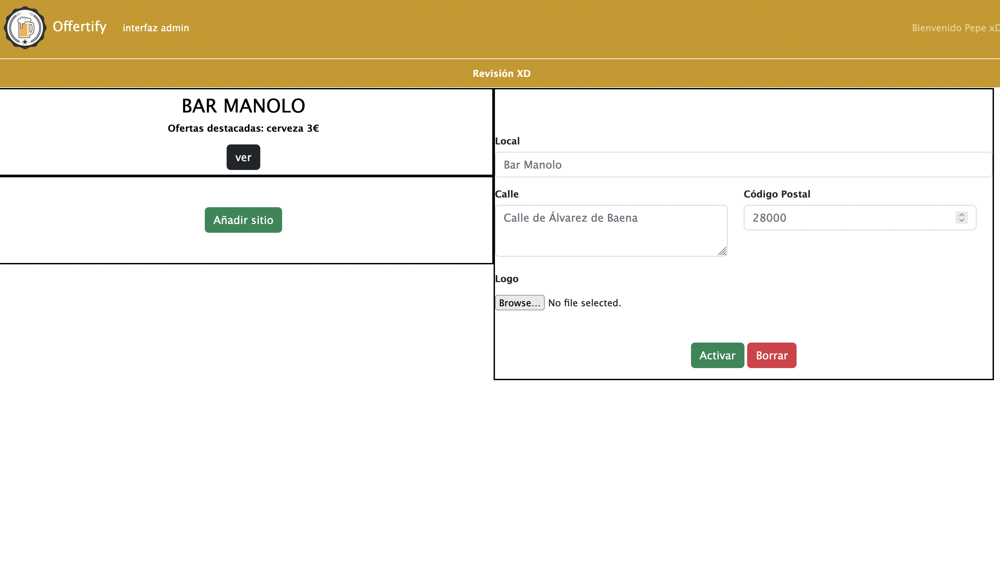 Offertify interfaz admin Bienvenido Pepe xD
Revisión XD
BAR MANOLO
Ofertas destacadas: cerveza 3€
ver
Añadir sitio
Local
Bar Manolo
Calle
Código Postal
Calle de Álvarez de Baena
28000
Logo
Browse... No file selected.
Activar Borrar